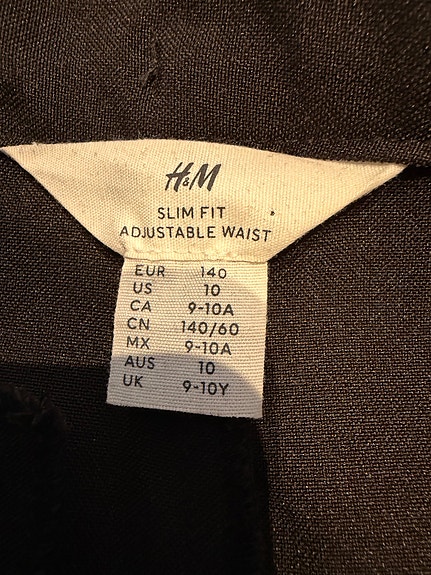 H&M
SLIM FIT
ADJUSTABLE WAIST
EUR 140
US 10
CA 9-10A
CN 140/60
MX 9-10A
AUS 10
UK 9-10Y